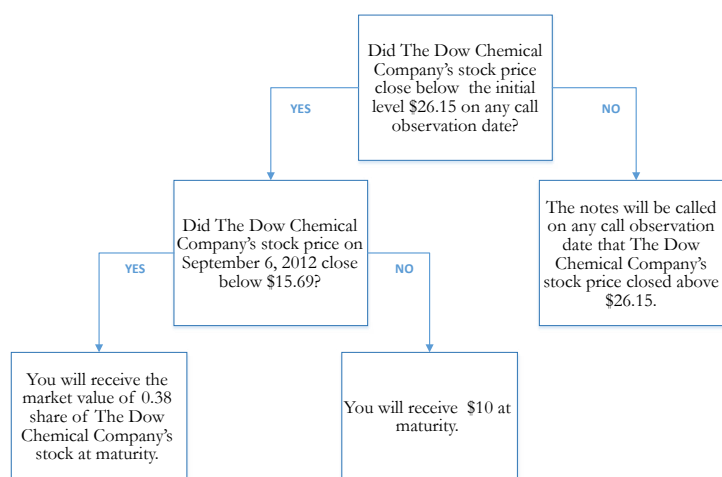 Did The Dow Chemical
Company's stock price
close below the initial
level $26.15 on any call
observation date?
YES
NO
Did The Dow Chemical
Company's stock price on
September 6, 2012 close
below $15.69?
The notes will be called
on any call observation
date that The Dow
Chemical Company's
stock price closed above
$26.15.
YES
NO
You will receive the
market value of 0.38
share of The Dow
Chemical Company's
stock at maturity.
You will receive $10 at
maturity.